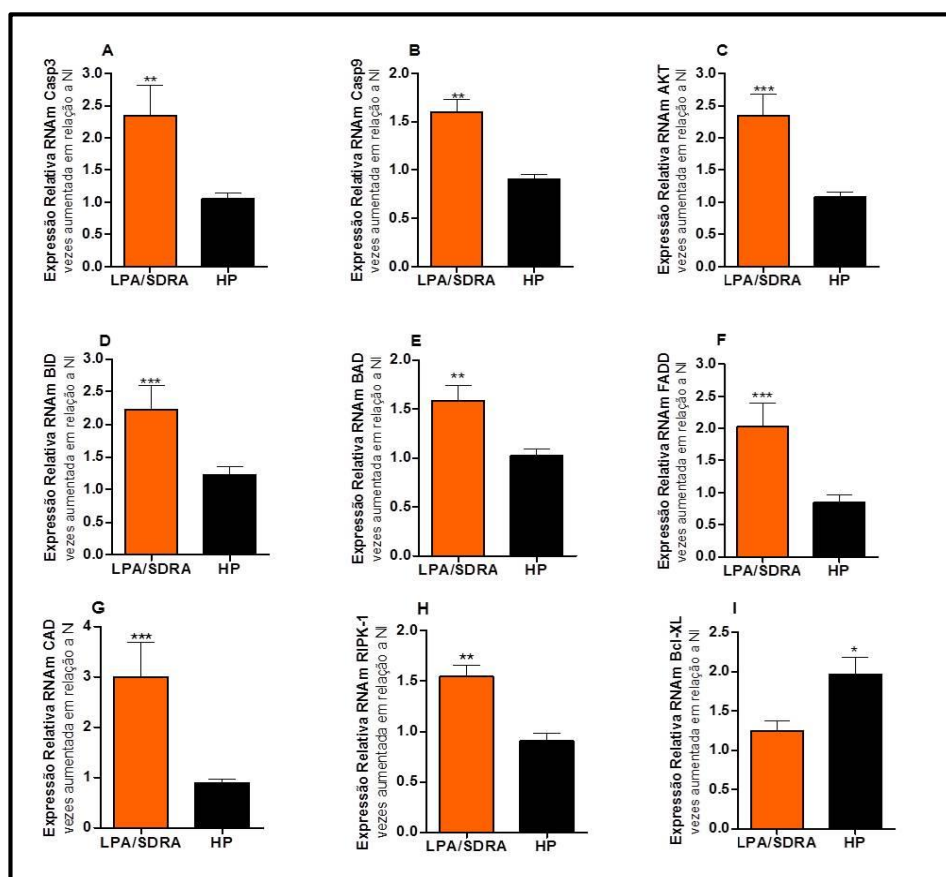 A
Expressão Relativa RNAm Casp3
vezes aumentada em relação a NI
3.0
2.5
2.0
1.5
1.0
0.5
0.0
**
LPA/SDRA
HP
B
Expressão Relativa RNAm Casp9
vezes aumentada em relação a NI
2.0
1.5
1.0
0.5
0.0
**
LPA/SDRA
HP
C
Expressão Relativa RNAm AKT
vezes aumentada em relação a NI
3.0
2.5
2.0
1.5
1.0
0.5
0.0
***
LPA/SDRA
HP
D
Expressão Relativa RNAm BID
vezes aumentada em relação a NI
3.0
2.5
2.0
1.5
1.0
0.5
0.0
***
LPA/SDRA
HP
E
Expressão Relativa RNAm BAD
vezes aumentada em relação a NI
2.0
1.5
1.0
0.5
0.0
**
LPA/SDRA
HP
F
Expressão Relativa RNAm FADD
vezes aumentada em relação a NI
3.0
2.5
2.0
1.5
1.0
0.5
0.0
***
LPA/SDRA
HP
G
Expressão Relativa RNAm CAD
vezes aumentada em relação a NI
4
3
2
1
0
***
LPA/SDRA
HP
H
Expressão Relativa RNAm RIPK-1
vezes aumentada em relação a NI
2.0
1.5
1.0
0.5
0.0
**
LPA/SDRA
HP
I
Expressão Relativa RNAm Bcl-XL
vezes aumentada em relação a NI
2.5
2.0
1.5
1.0
0.5
0.0
*
LPA/SDRA
HP